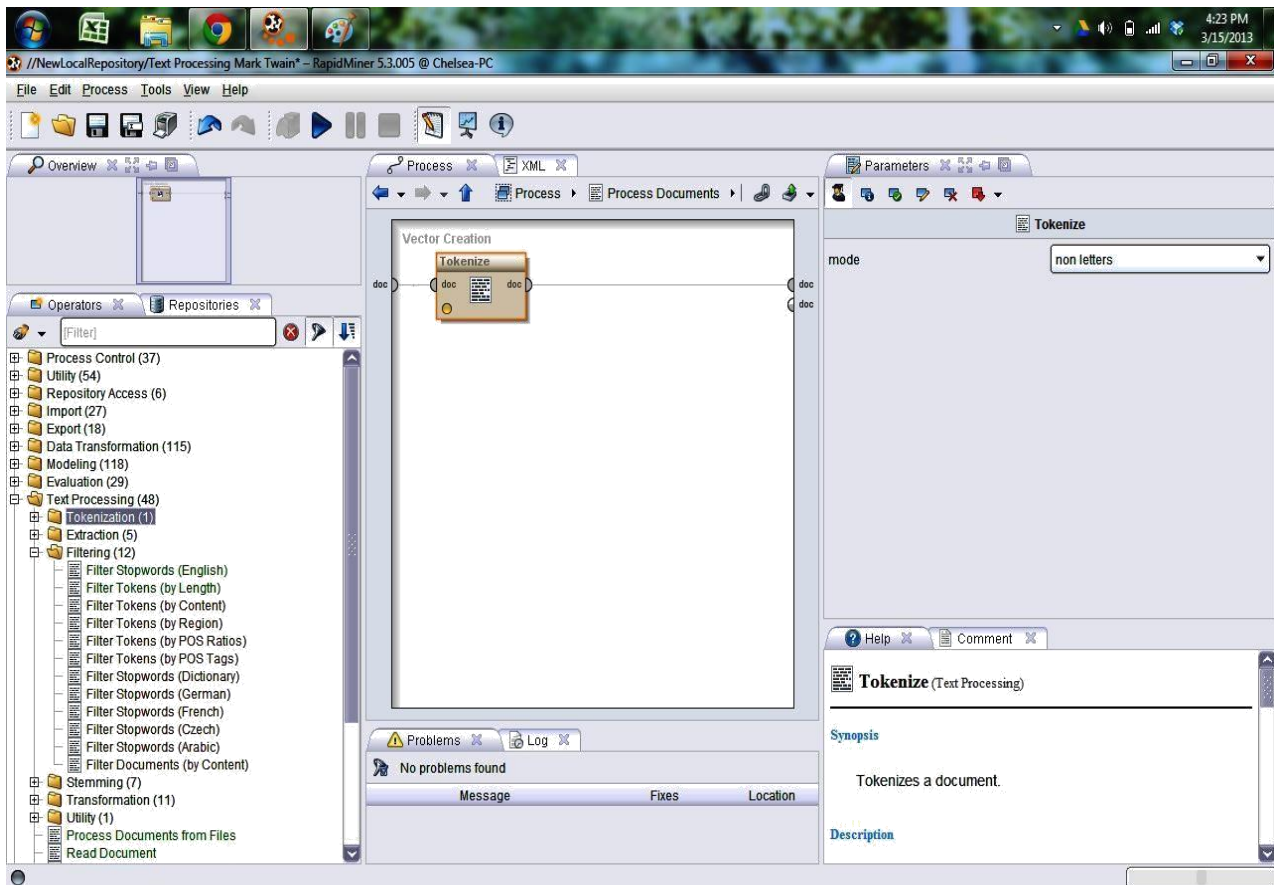 4:23 PM
3/15/2013
//NewLocalRepository/Text Processing Mark Twain* – RapidMiner 5.3.005 @ Chelsea-PC
File Edit Process Tools View Help
Overview
Process XML
Parameters
Process Process Documents
Tokenize
mode non letters
Vector Creation
Tokenize
doc doc doc doc
doc
Operators Repositories
[Filter]
Process Control (37)
Utility (54)
Repository Access (6)
Import (27)
Export (18)
Data Transformation (115)
Modeling (118)
Evaluation (29)
Text Processing (48)
Tokenization (1)
Extraction (5)
Filtering (12)
Filter Stopwords (English)
Filter Tokens (by Length)
Filter Tokens (by Content)
Filter Tokens (by Region)
Filter Tokens (by POS Ratios)
Filter Tokens (by POS Tags)
Filter Stopwords (Dictionary)
Filter Stopwords (German)
Filter Stopwords (French)
Filter Stopwords (Czech)
Filter Stopwords (Arabic)
Filter Documents (by Content)
Stemming (7)
Transformation (11)
Utility (1)
Process Documents from Files
Read Document
Problems Log
No problems found
Message Fixes Location
Help Comment
Tokenize (Text Processing)
Synopsis
Tokenizes a document.
Description